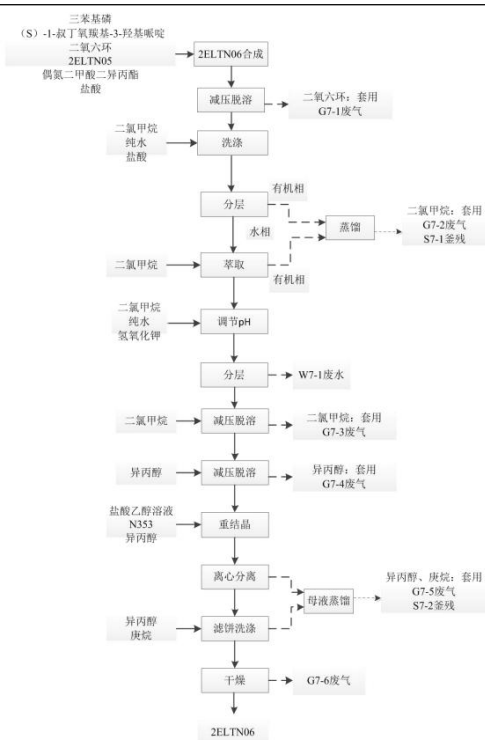 三苯基磷
（S）-1-叔丁氧羰基-3-羟基哌啶
二氧六环
2ELTN05
偶氮二甲酸二异丙酯
盐酸
2ELTN06合成
减压脱溶
二氧六环：套用
G7-1废气
二氯甲烷
纯水
盐酸
洗涤
分层
有机相
水相
蒸馏
二氯甲烷：套用
G7-2废气
S7-1釜残
二氯甲烷
萃取
有机相
二氯甲烷
纯水
氢氧化钾
调节pH
分层
W7-1废水
二氯甲烷
减压脱溶
二氯甲烷：套用
G7-3废气
异丙醇
减压脱溶
异丙醇：套用
G7-4废气
盐酸乙醇溶液
N353
异丙醇
重结晶
离心分离
母液蒸馏
异丙醇、庚烷：套用
G7-5废气
S7-2釜残
异丙醇
庚烷
滤饼洗涤
干燥
G7-6废气
2ELTN06